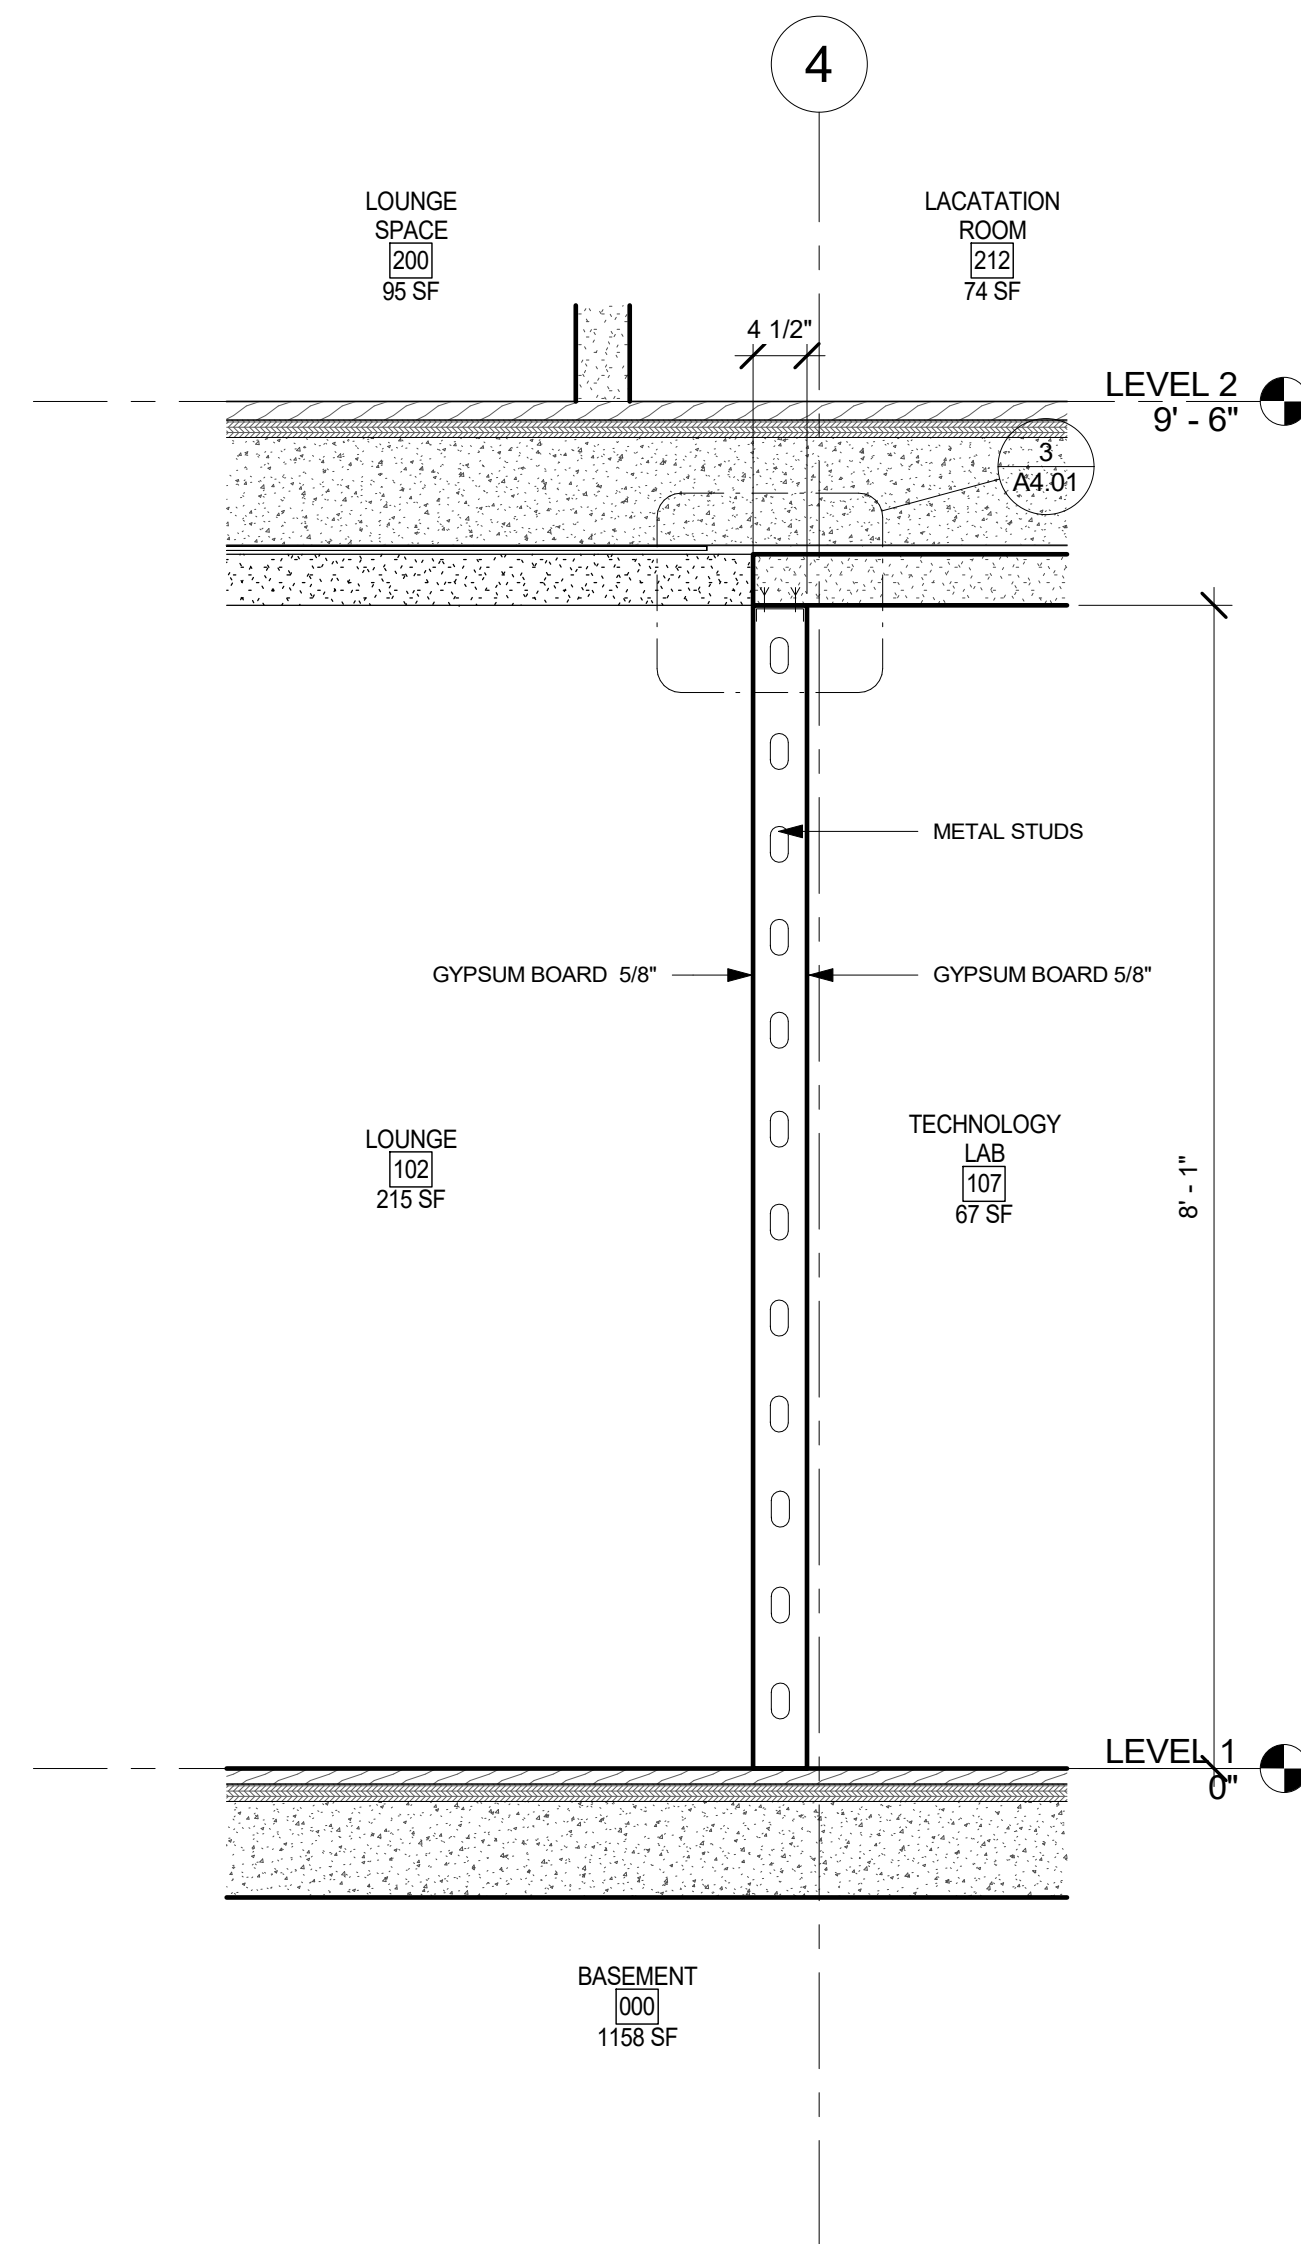 4
LOUNGE
SPACE
200
95 SF
LACATATION
ROOM
212
74 SF
4 1/2"
LEVEL 2
9' - 6"
3
A4.01
METAL STUDS
GYPSUM BOARD 5/8"
GYPSUM BOARD 5/8"
LOUNGE
102
215 SF
TECHNOLOGY
LAB
107
67 SF
8' - 1"
LEVEL 1
0"
BASEMENT
000
1158 SF